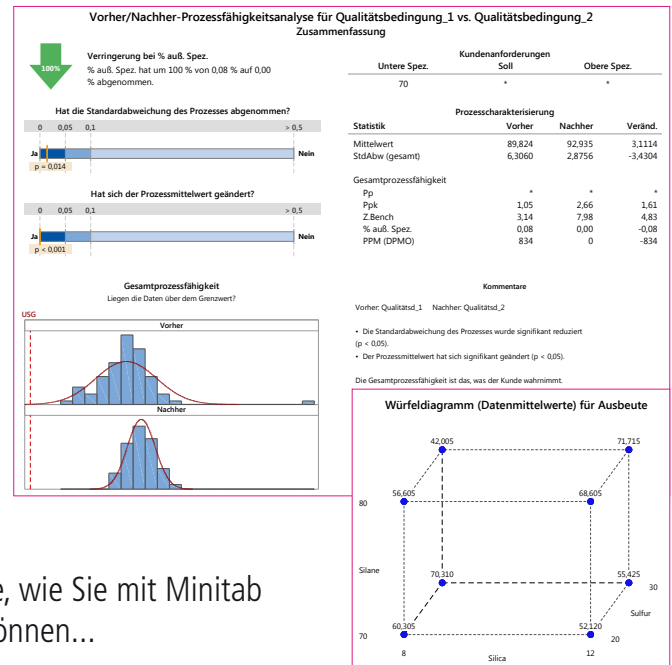 Vorher/Nachher-Prozessfähigkeitsanalyse für Qualitätsbedingung_1 vs. Qualitätsbedingung_2
Zusammenfassung
100%
Verringerung bei % auß. Spez.
% auß. Spez. hat um 100 % von 0,08 % auf 0,00
% abgenommen.
Kundenanforderungen
Untere Spez. Soll Obere Spez.
70 * *
Hat die Standardabweichung des Prozesses abgenommen?
0 0,05 0,1 > 0,5
Ja Nein
p = 0,014
Hat sich der Prozessmittelwert geändert?
0 0,05 0,1 > 0,5
Ja Nein
p < 0,001
Prozesscharakterisierung
Statistik Vorher Nachher Veränd.
Mittelwert 89,824 92,935 3,1114
StdAbw (gesamt) 6,3060 2,8756 -3,4304
Gesamtprozessfähigkeit
Pp * * *
Ppk 1,05 2,66 1,61
Z.Bench 3,14 7,98 4,83
% auß. Spez. 0,08 0,00 -0,08
PPM (DPMO) 834 0 -834
Gesamtprozessfähigkeit
Liegen die Daten über dem Grenzwert?
USG
Vorher
Nachher
Kommentare
Vorher: Qualitätsd_1 Nachher: Qualitätsd_2
• Die Standardabweichung des Prozesses wurde signifikant reduziert
(p < 0,05).
• Der Prozessmittelwert hat sich signifikant geändert (p < 0,05).
Die Gesamtprozessfähigkeit ist das, was der Kunde wahrnimmt.
Würfeldiagramm (Datenmittelwerte) für Ausbeute
42,005 71,715
56,605 68,605
80
Silane
70,310 55,425
30
Sulfur
60,305 52,120
70 20
8 12
Silica
e, wie Sie mit Minitab
önnen...